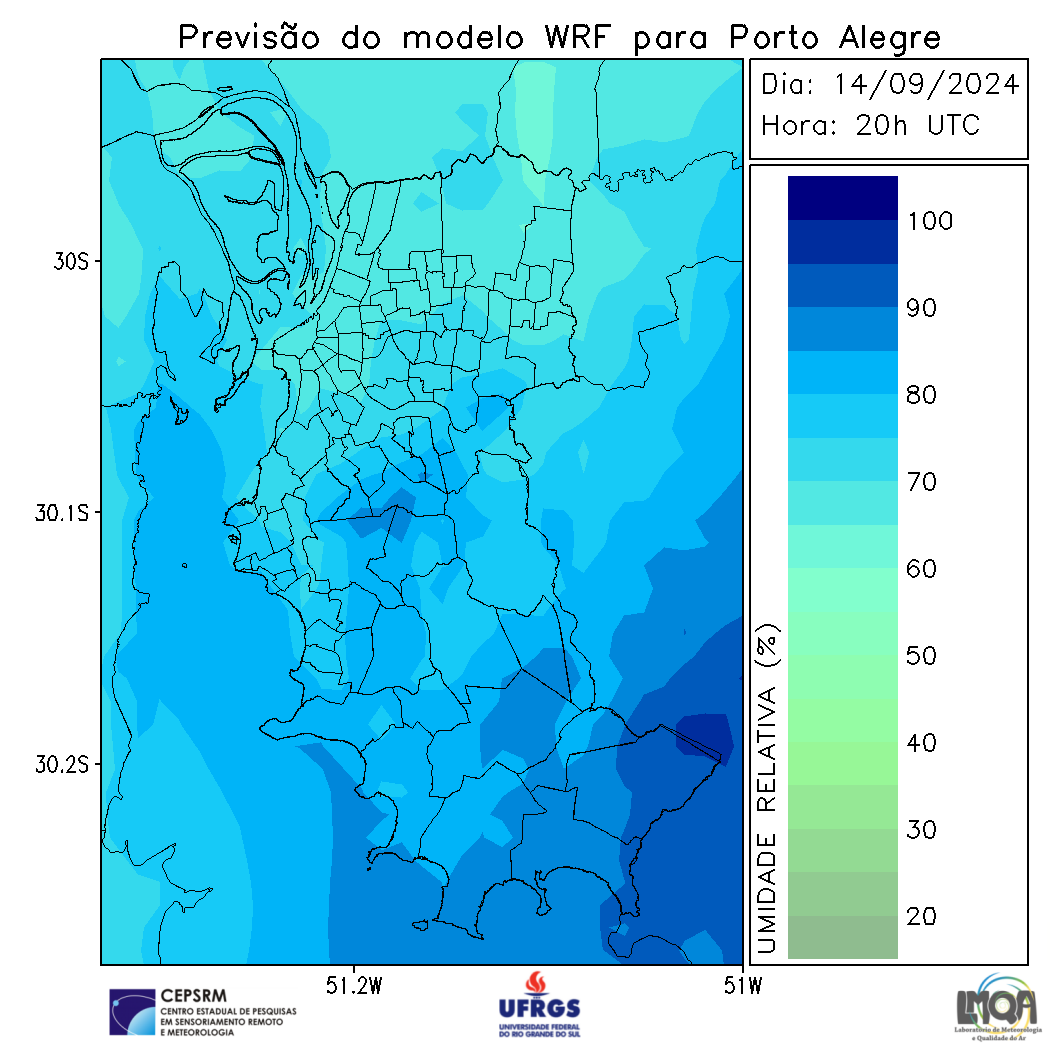 Previsão do modelo WRF para Porto Alegre
Dia: 14/09/2024
Hora: 20h UTC
100
90
80
70
60
50
40
30
20
UMIDADE RELATIVA (%)
30S
30.1S
30.2S
51.2W
51W
CEPSRM
CENTRO ESTADUAL DE PESQUISAS
EM SENSORIAMENTO REMOTO
E METEOROLOGIA
UFRGS
UNIVERSIDADE FEDERAL
DO RIO GRANDE DO SUL
LMQA
Laboratório de Meteorologia
e Qualidade do Ar